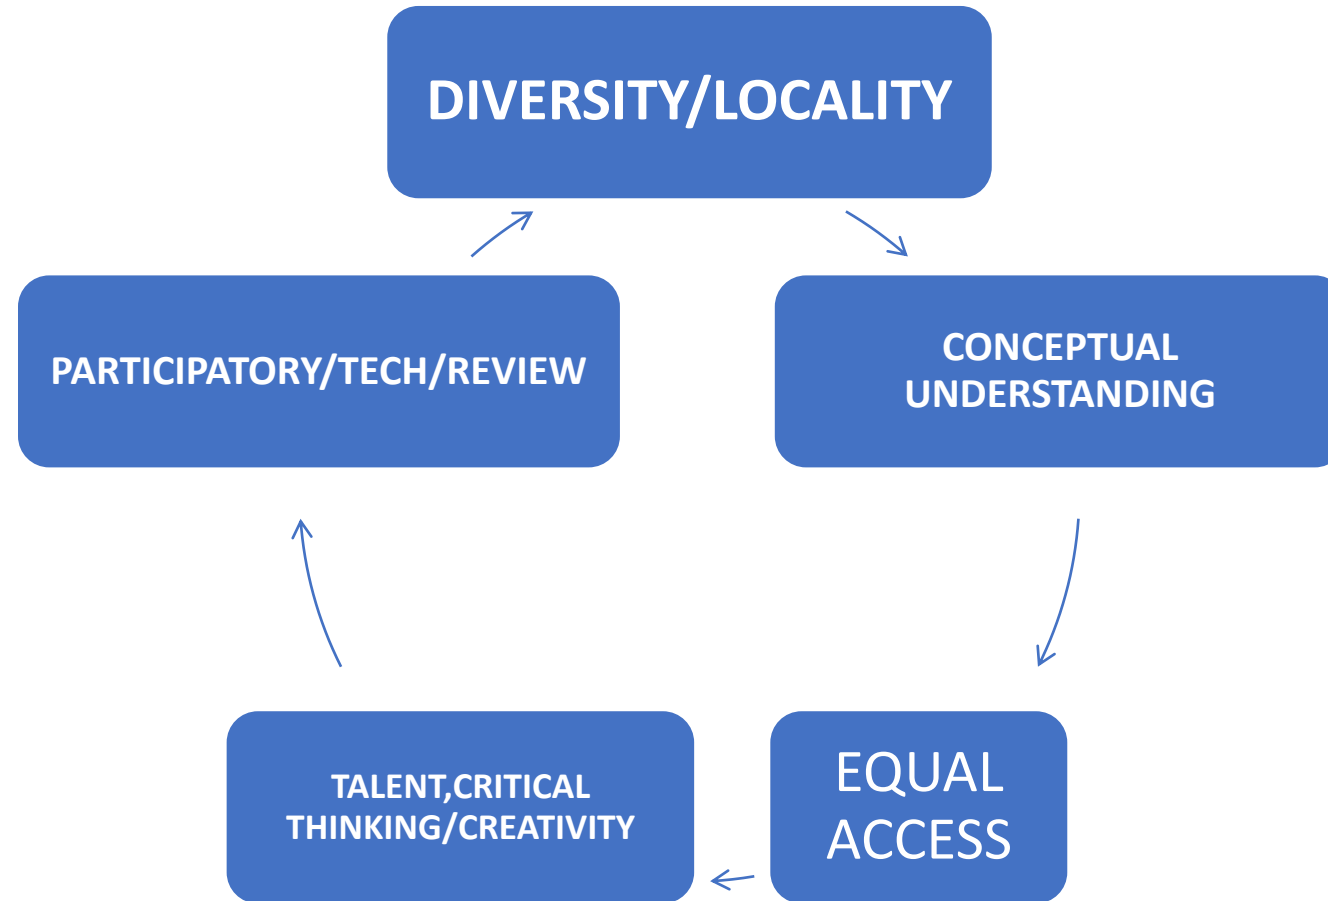 DIVERSITY/LOCALITY
CONCEPTUAL
UNDERSTANDING
EQUAL
ACCESS
TALENT,CRITICAL
THINKING/CREATIVITY
PARTICIPATORY/TECH/REVIEW